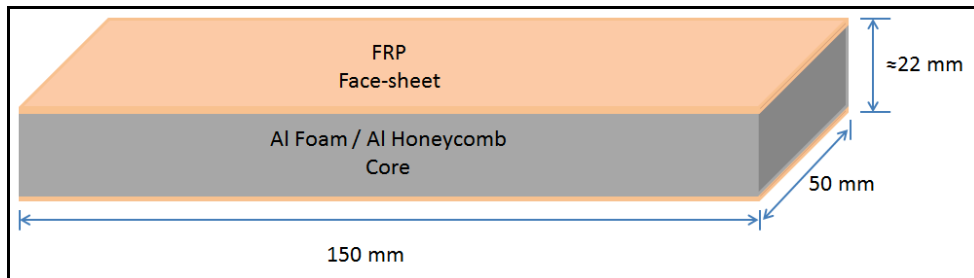 FRP
Face-sheet
≈22 mm
Al Foam / Al Honeycomb
Core
50 mm
150 mm